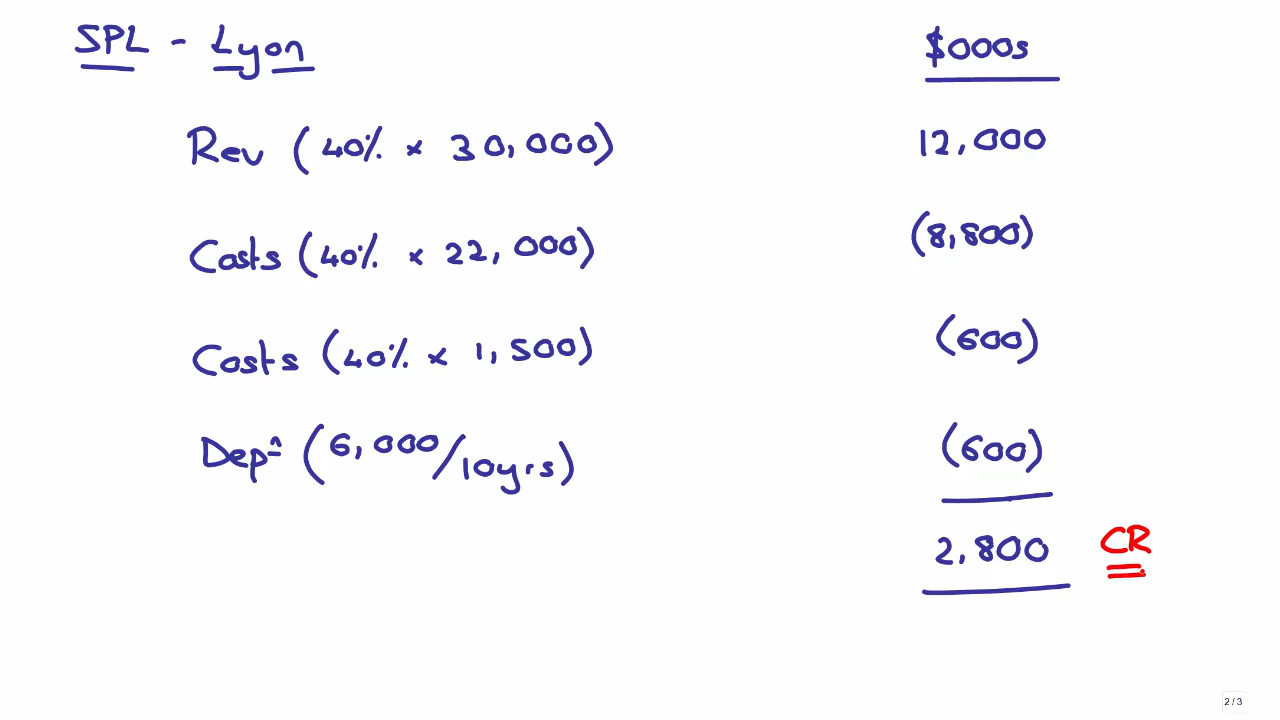 SPL - Lyon $000s
Rev (40% × 30,000) 12,000
Costs (40% × 22,000) (8,800)
Costs (40% × 1,500) (600)
Depⁿ (6,000/10yrs) (600)
2,800 CR
2 / 3